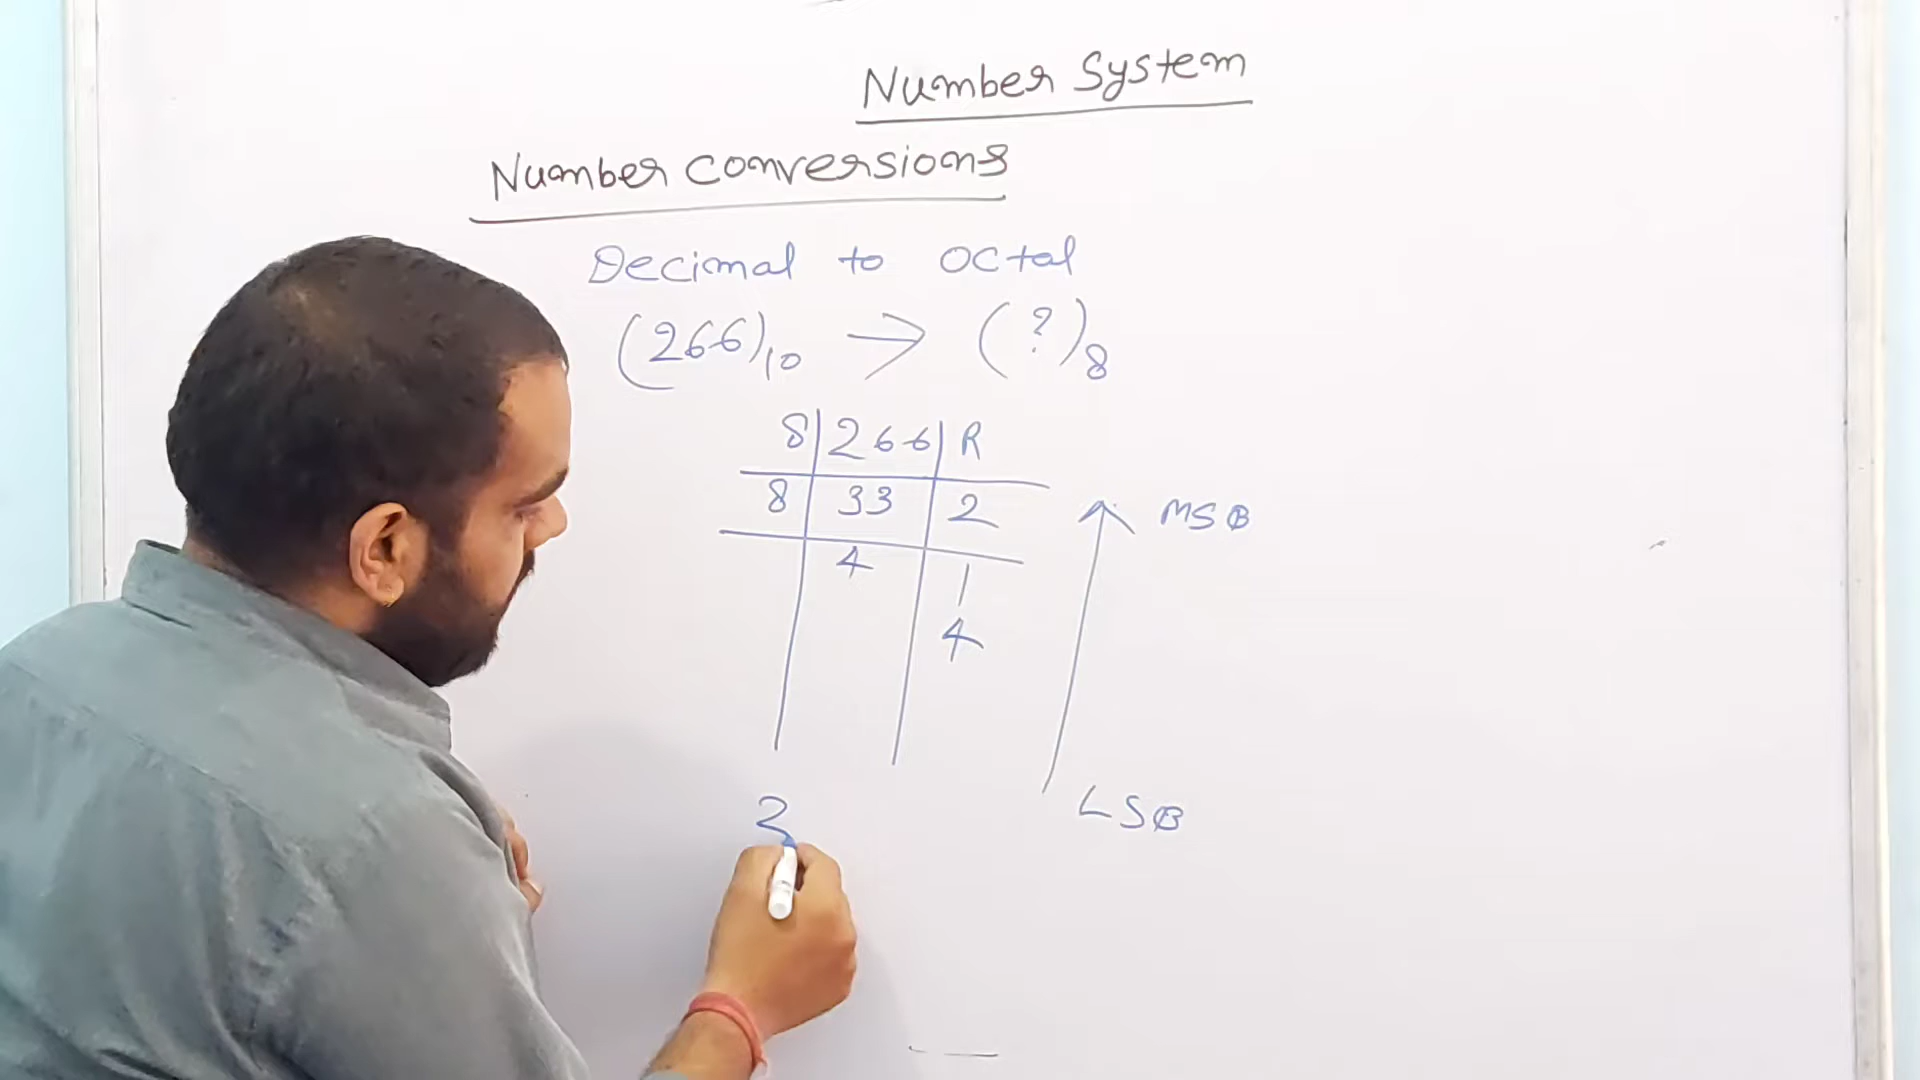 Number System
Number Conversions
Decimal to Octal
(266)10 → (?)8
8 266 R
8 33 2 MSB
4 1
4
2 LSB